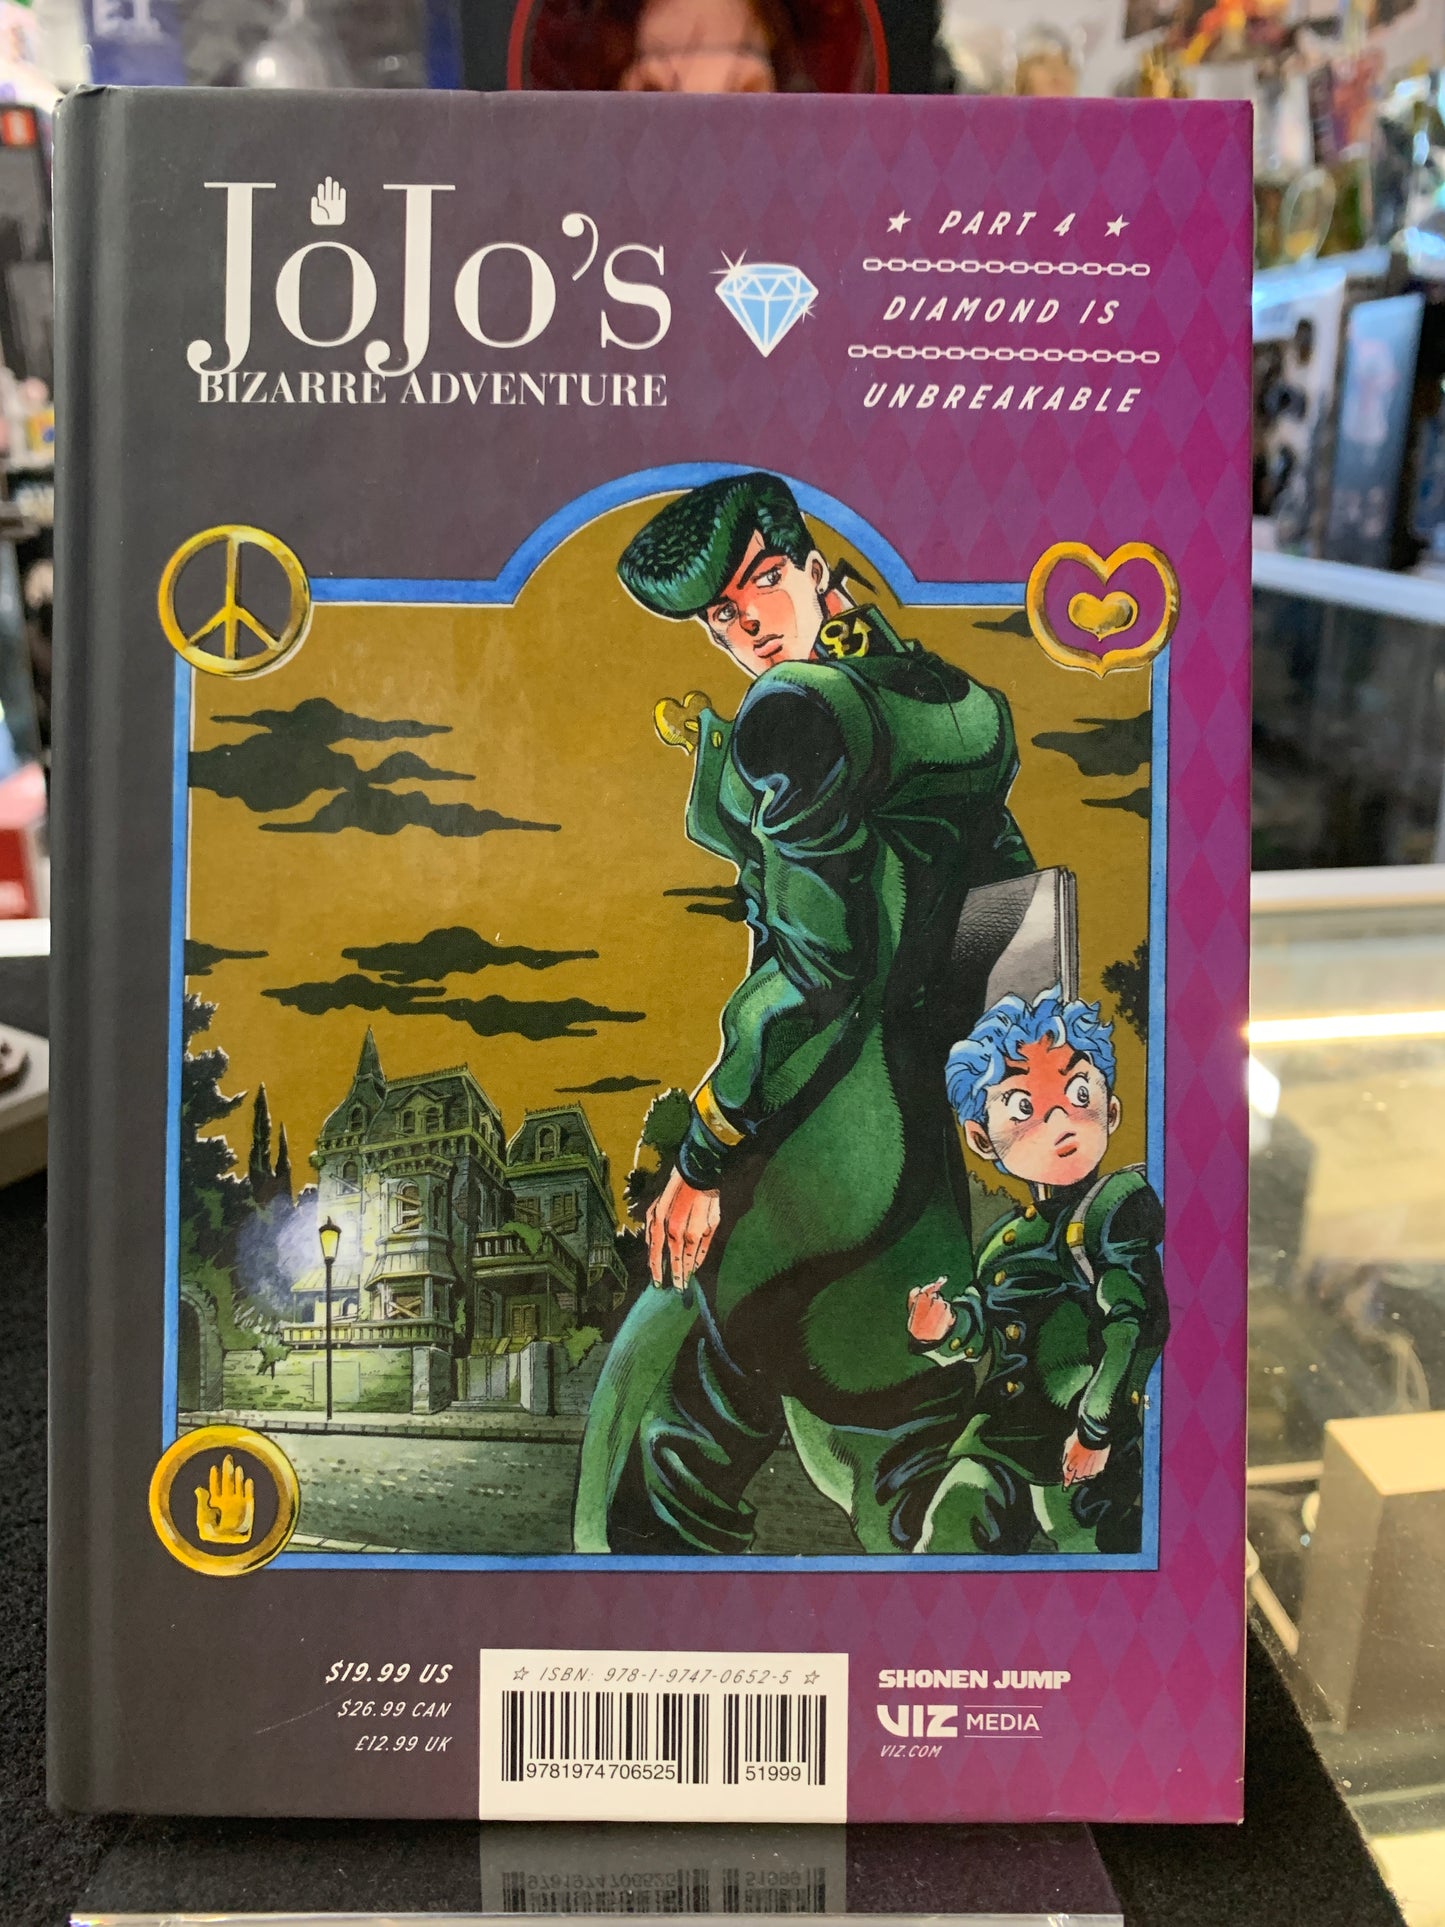 E.T.
JoJo's
BIZARRE ADVENTURE
★ PART 4 ★
DIAMOND IS
UNBREAKABLE
$19.99 US
$26.99 CAN
£12.99 UK
☆ ISBN: 978-1-9747-0652-5 ☆
9781974706525
51999
SHONEN JUMP
VIZ MEDIA
VIZ.COM